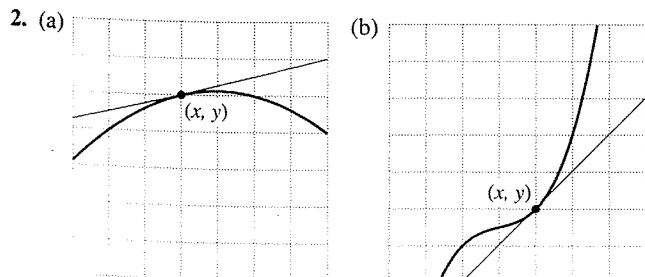 2. (a)
(x, y)
(b)
(x, y)